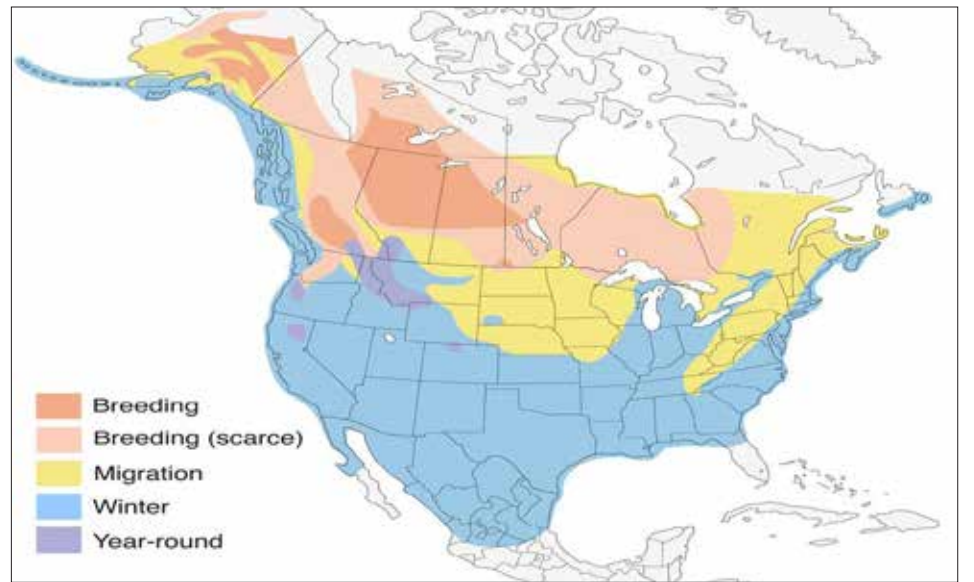 Breeding
Breeding (scarce)
Migration
Winter
Year-round